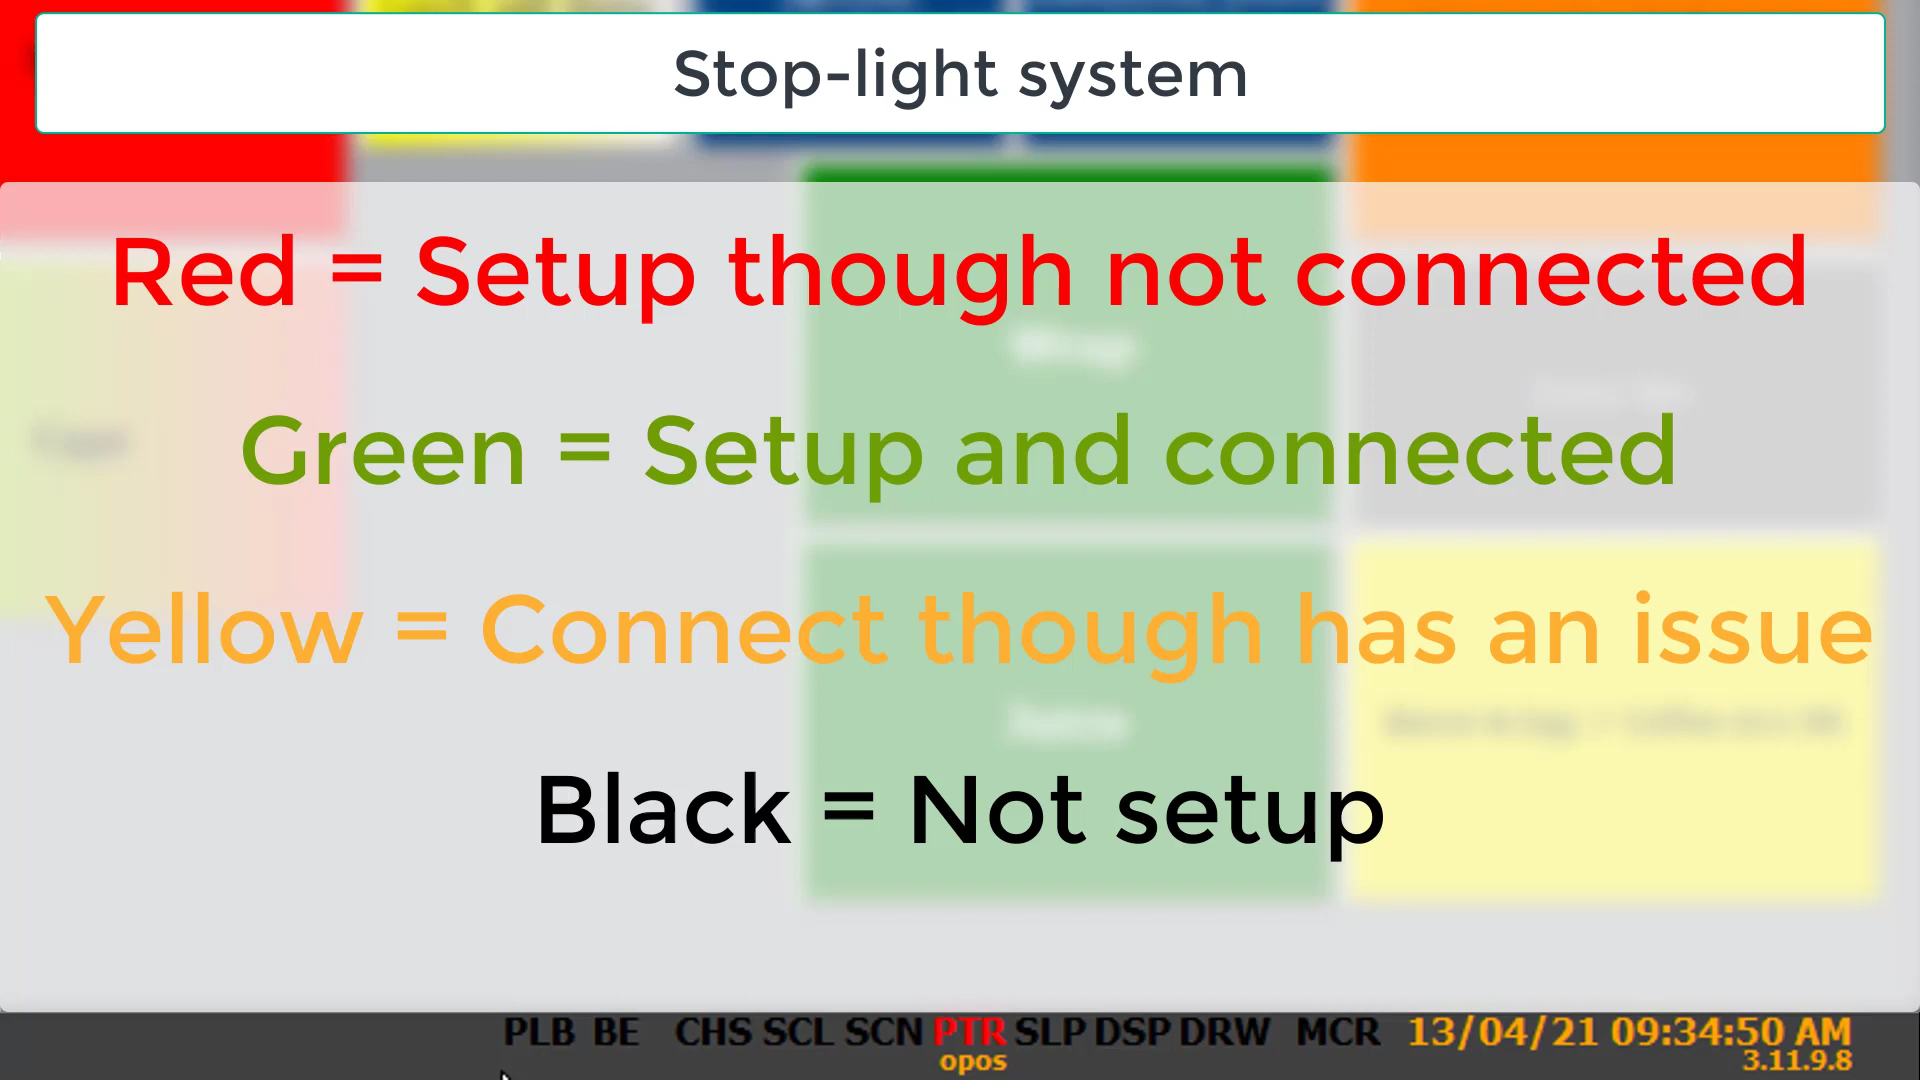 Stop-light system
Red = Setup though not connected
Green = Setup and connected
Yellow = Connect though has an issue
Black = Not setup
PLB BE CHS SCL SCN PTR SLP DSP DRW MCR 13/04/21 09:34:50 AM
opos 3.11.9.8